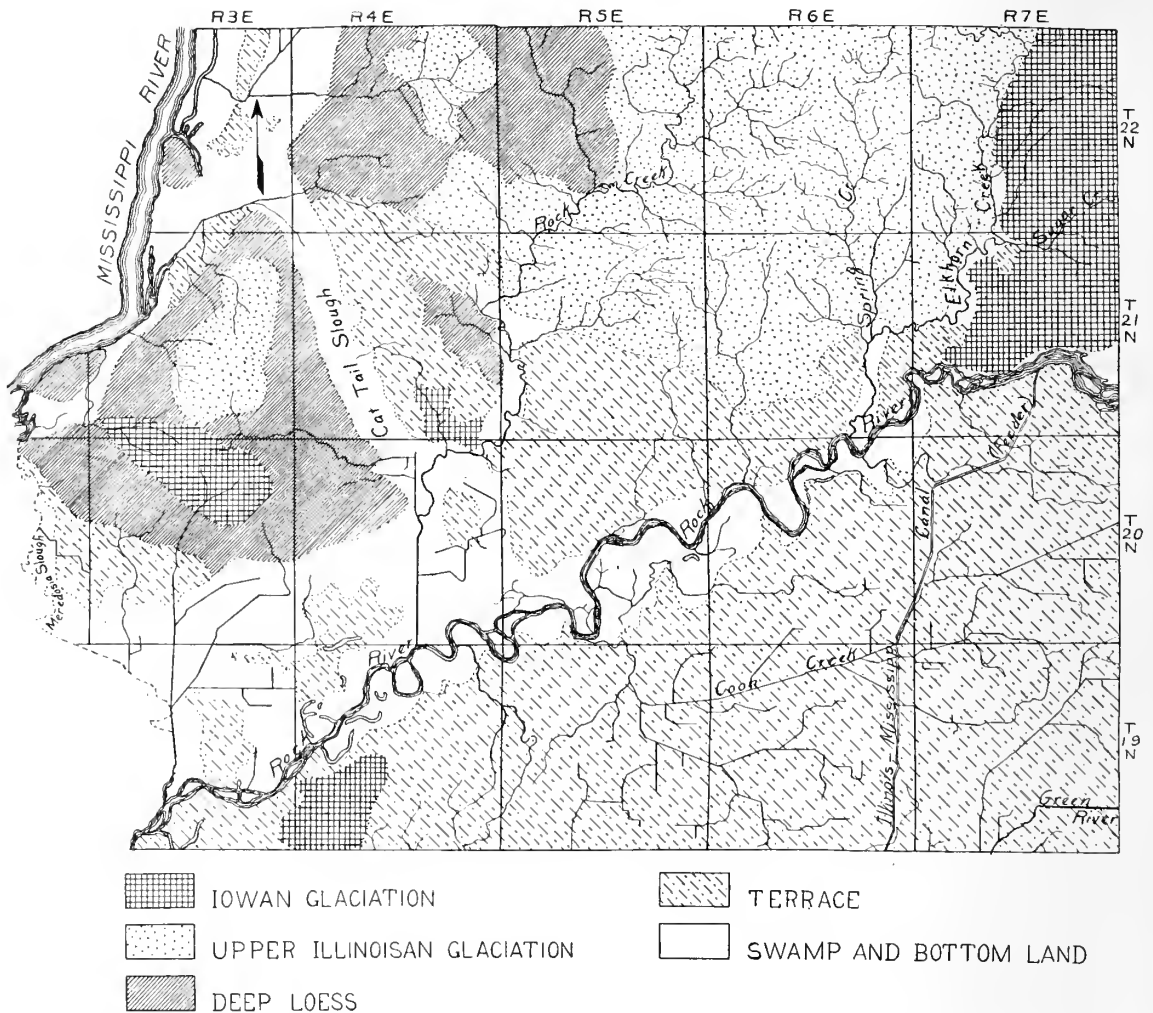 R3E R4E R5E R6E R7E
MISSISSIPPI RIVER
T 22 N
Rock Creek
Spring Cr.
Elkhorn Creek
Sugar Cr.
T 21 N
Cat Tail Slough
Rock River
Canal (Feeder)
T 20 N
Meredosia Slough
Rock River
Cook Creek
Illinois-Mississippi
T 19 N
Green River
IOWAN GLACIATION
TERRACE
UPPER ILLINOISAN GLACIATION
SWAMP AND BOTTOM LAND
DEEP LOESS